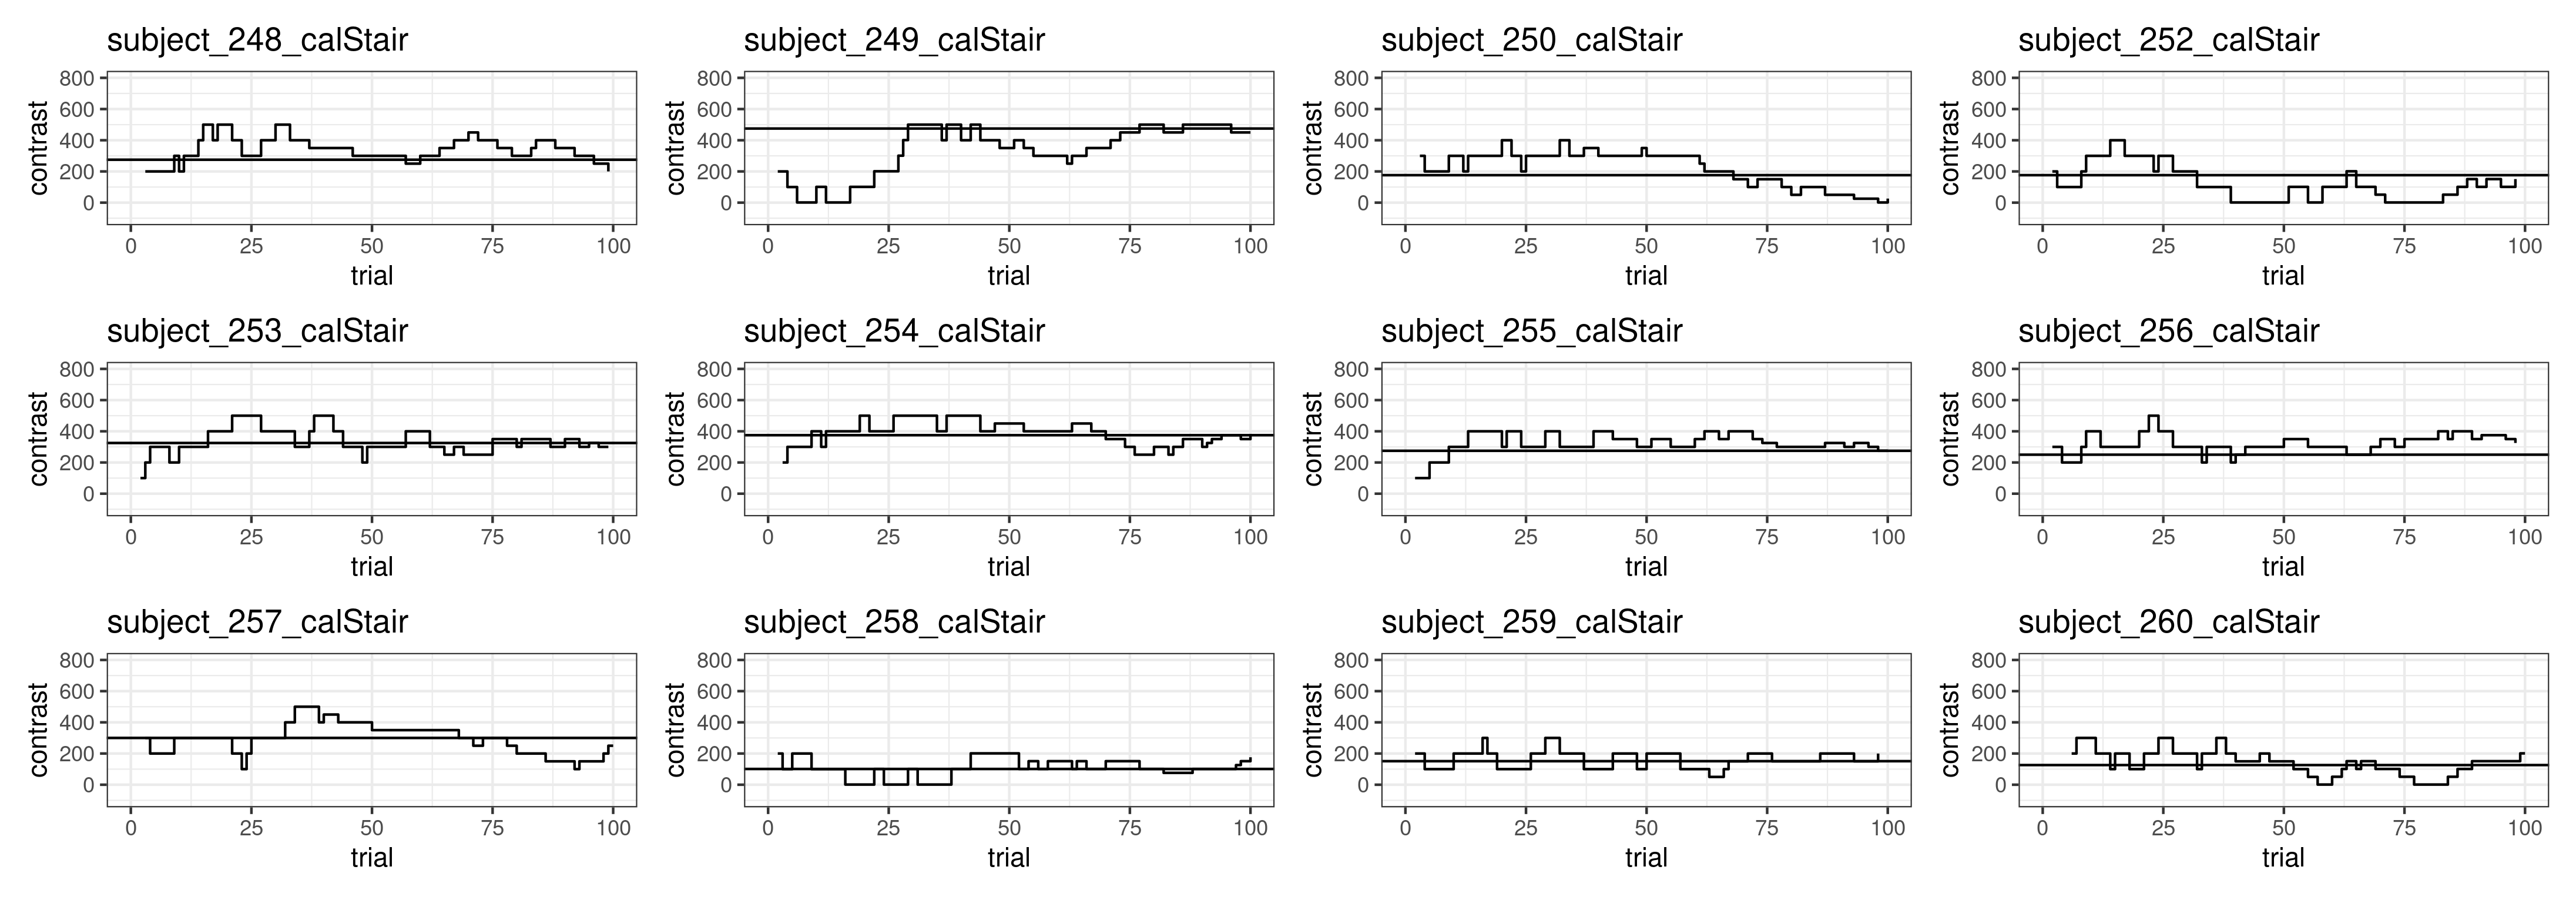 subject_248_calStair
contrast
800
600
400
200
0
0 25 50 75 100
trial
subject_249_calStair
contrast
800
600
400
200
0
0 25 50 75 100
trial
subject_250_calStair
contrast
800
600
400
200
0
0 25 50 75 100
trial
subject_252_calStair
contrast
800
600
400
200
0
0 25 50 75 100
trial
subject_253_calStair
contrast
800
600
400
200
0
0 25 50 75 100
trial
subject_254_calStair
contrast
800
600
400
200
0
0 25 50 75 100
trial
subject_255_calStair
contrast
800
600
400
200
0
0 25 50 75 100
trial
subject_256_calStair
contrast
800
600
400
200
0
0 25 50 75 100
trial
subject_257_calStair
contrast
800
600
400
200
0
0 25 50 75 100
trial
subject_258_calStair
contrast
800
600
400
200
0
0 25 50 75 100
trial
subject_259_calStair
contrast
800
600
400
200
0
0 25 50 75 100
trial
subject_260_calStair
contrast
800
600
400
200
0
0 25 50 75 100
trial